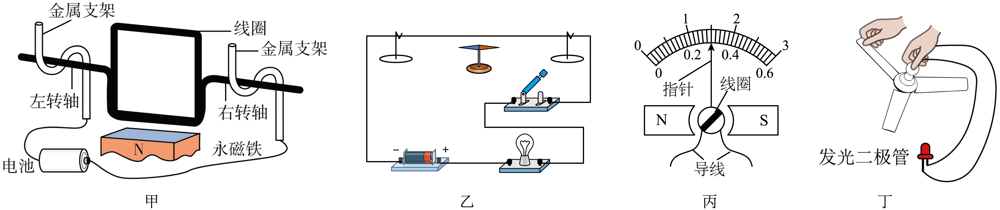 金属支架
线圈
金属支架
左转轴
右转轴
N
永磁铁
电池
甲
− +
乙
0 1 2 3
0 0.2 0.4 0.6
指针
线圈
N S
导线
丙
发光二极管
丁